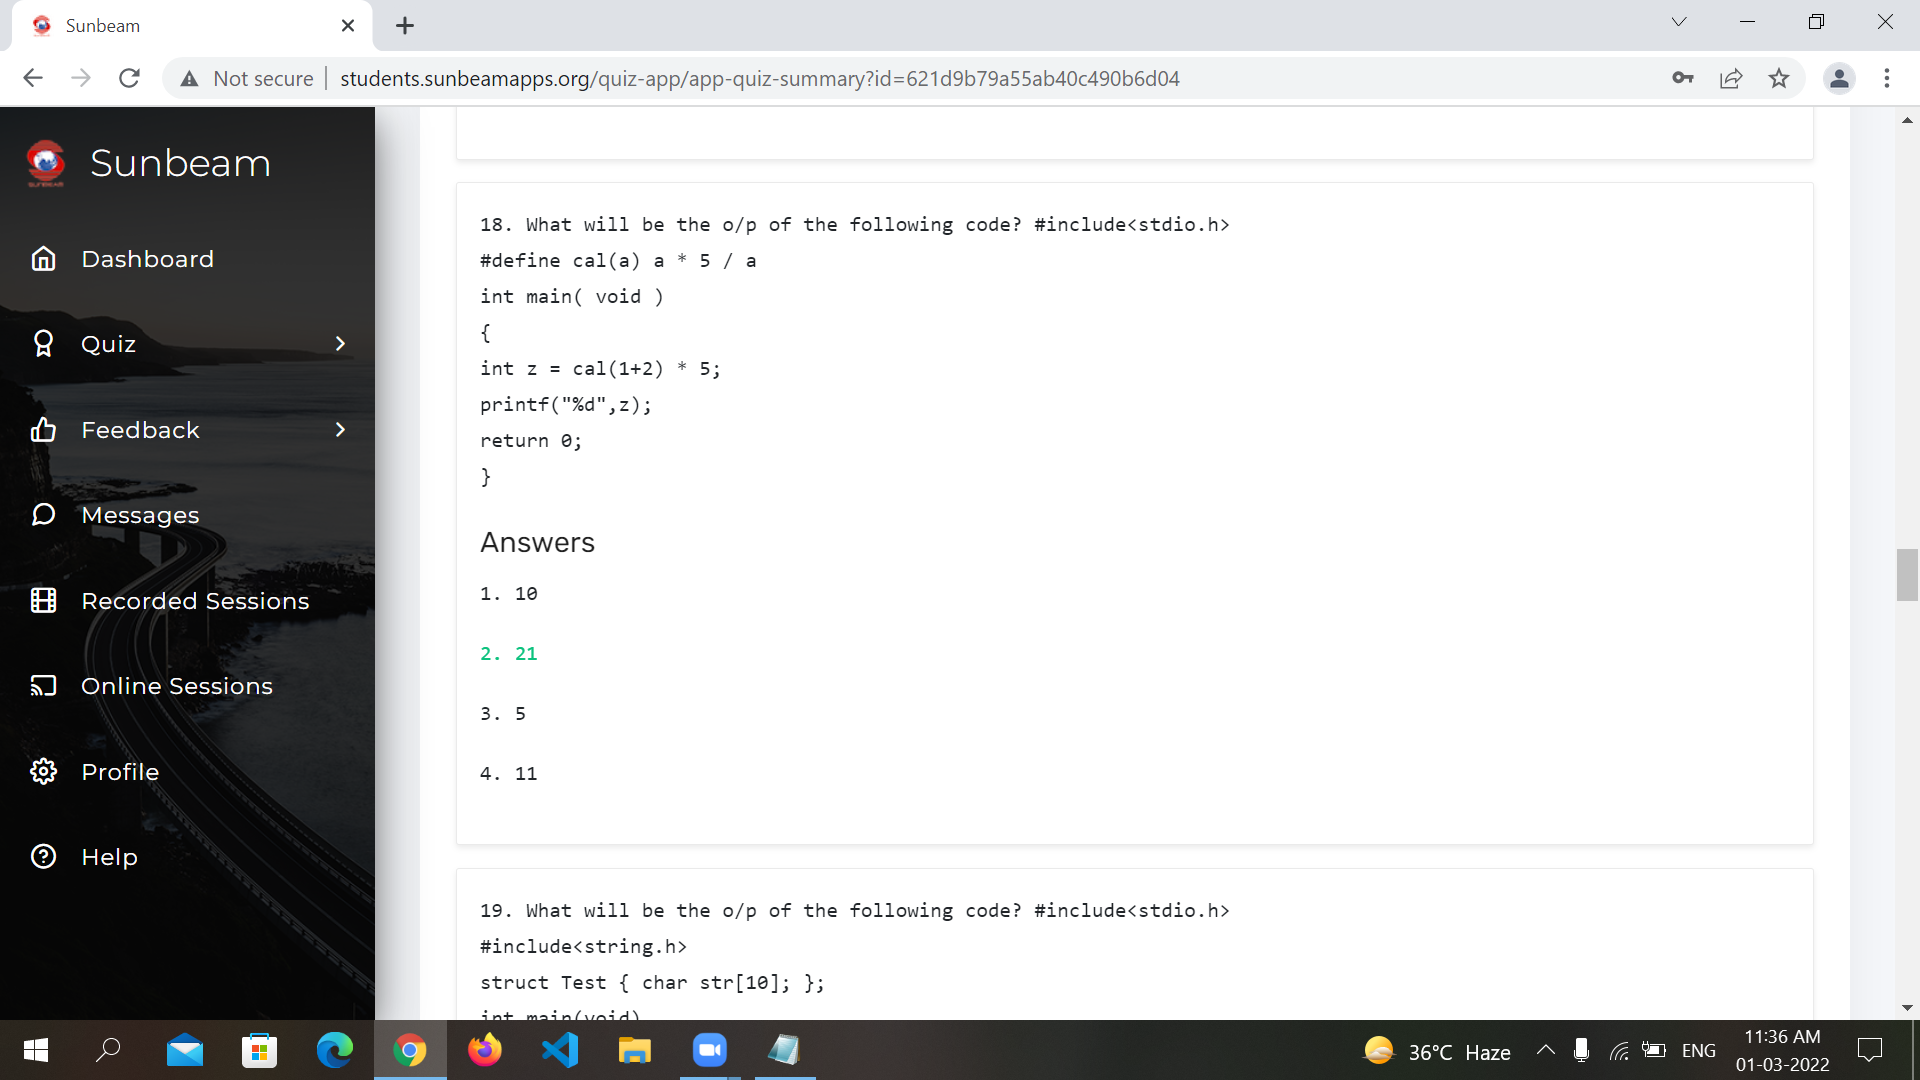 Sunbeam
Not secure
students.sunbeamapps.org/quiz-app/app-quiz-summary?id=621d9b79a55ab40c490b6d04
Sunbeam
Dashboard
Quiz
Feedback
Messages
Recorded Sessions
Online Sessions
Profile
Help
18. What will be the o/p of the following code? #include<stdio.h>
#define cal(a) a * 5 / a
int main( void )
{
int z = cal(1+2) * 5;
printf("%d",z);
return 0;
}
Answers
1. 10
2. 21
3. 5
4. 11
19. What will be the o/p of the following code? #include<stdio.h>
#include<string.h>
struct Test { char str[10]; };
int main(void)
36°C Haze
ENG
11:36 AM
01-03-2022